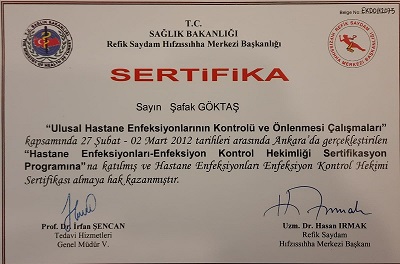 Belge No:
T.C.
SAĞLIK BAKANLIĞI
Refik Saydam Hıfzıssıhha Merkezi Başkanlığı
SERTİFİKA
Sayın Şafak GÖKTAŞ
"Ulusal Hastane Enfeksiyonlarının Kontrolü ve Önlenmesi Çalışmaları"
kapsamında 27 Şubat - 02 Mart 2012 tarihleri arasında Ankara'da gerçekleştirilen
"Hastane Enfeksiyonları-Enfeksiyon Kontrol Hekimliği Sertifikasyon
Programına"na katılmış ve Hastane Enfeksiyonları Enfeksiyon Kontrol Hekimi
Sertifikası almaya hak kazanmıştır.
Prof. Dr. İrfan ŞENCAN
Tedavi Hizmetleri
Genel Müdür V.
Uzm. Dr. Hasan IRMAK
Refik Saydam
Hıfzıssıhha Merkezi Başkanı